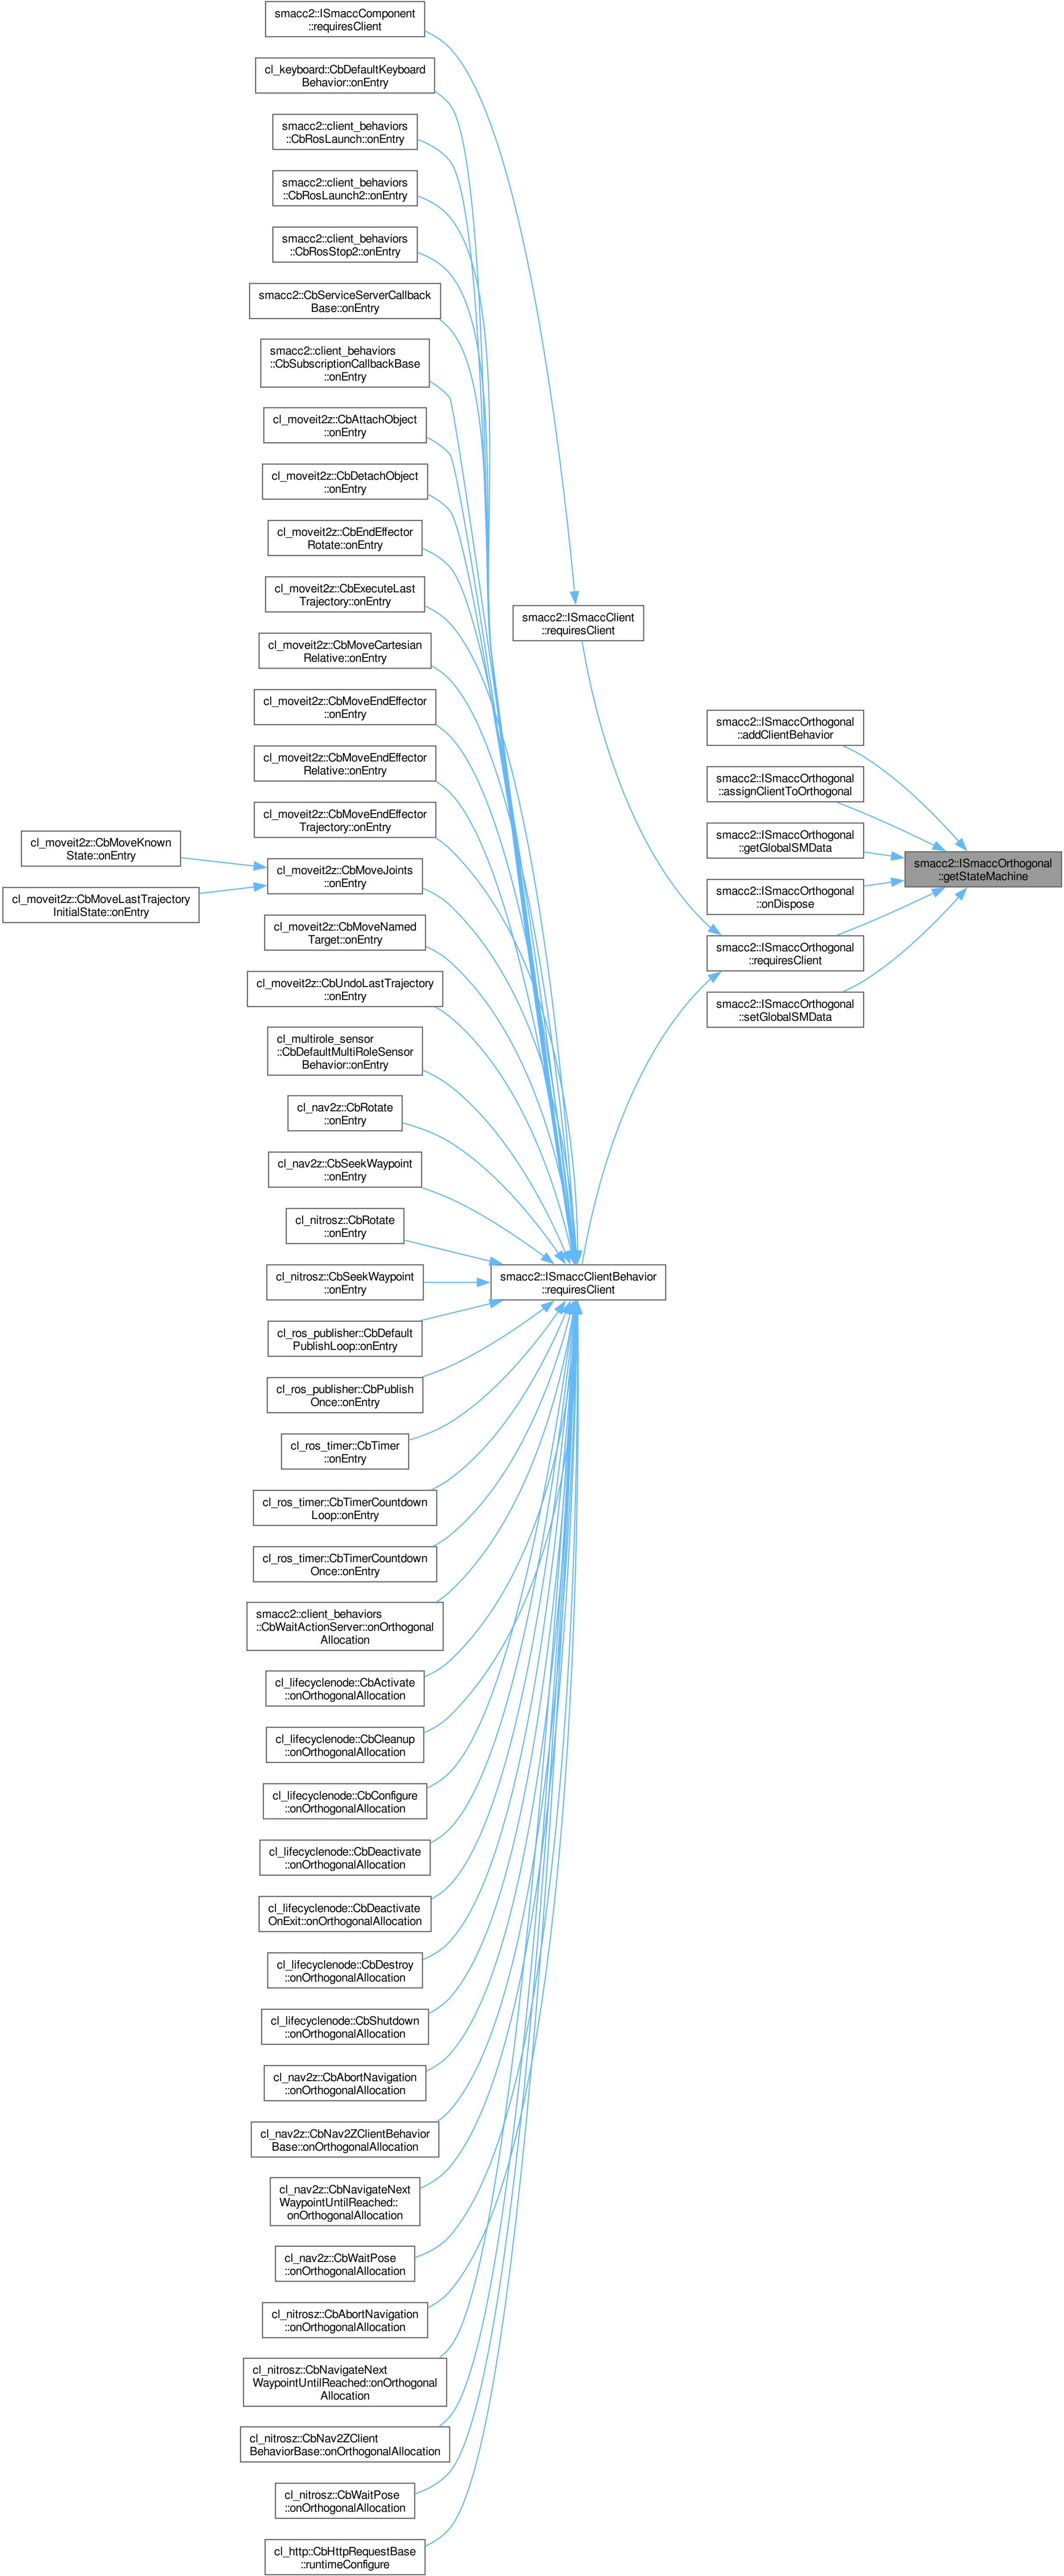 smacc2::ISmaccComponent
::requiresClient
cl_keyboard::CbDefaultKeyboard
Behavior::onEntry
smacc2::client_behaviors
::CbRosLaunch::onEntry
smacc2::client_behaviors
::CbRosLaunch2::onEntry
smacc2::client_behaviors
::CbRosStop2::onEntry
smacc2::CbServiceServerCallback
Base::onEntry
smacc2::client_behaviors
::CbSubscriptionCallbackBase
::onEntry
cl_moveit2z::CbAttachObject
::onEntry
cl_moveit2z::CbDetachObject
::onEntry
cl_moveit2z::CbEndEffector
Rotate::onEntry
cl_moveit2z::CbExecuteLast
Trajectory::onEntry
smacc2::ISmaccClient
::requiresClient
cl_moveit2z::CbMoveCartesian
Relative::onEntry
cl_moveit2z::CbMoveEndEffector
::onEntry
smacc2::ISmaccOrthogonal
::addClientBehavior
cl_moveit2z::CbMoveEndEffector
Relative::onEntry
smacc2::ISmaccOrthogonal
::assignClientToOrthogonal
cl_moveit2z::CbMoveEndEffector
Trajectory::onEntry
smacc2::ISmaccOrthogonal
::getGlobalSMData
cl_moveit2z::CbMoveKnown
State::onEntry
cl_moveit2z::CbMoveJoints
::onEntry
smacc2::ISmaccOrthogonal
::getStateMachine
cl_moveit2z::CbMoveLastTrajectory
InitialState::onEntry
smacc2::ISmaccOrthogonal
::onDispose
cl_moveit2z::CbMoveNamed
Target::onEntry
smacc2::ISmaccOrthogonal
::requiresClient
cl_moveit2z::CbUndoLastTrajectory
::onEntry
smacc2::ISmaccOrthogonal
::setGlobalSMData
cl_multirole_sensor
::CbDefaultMultiRoleSensor
Behavior::onEntry
cl_nav2z::CbRotate
::onEntry
cl_nav2z::CbSeekWaypoint
::onEntry
cl_nitrosz::CbRotate
::onEntry
cl_nitrosz::CbSeekWaypoint
::onEntry
smacc2::ISmaccClientBehavior
::requiresClient
cl_ros_publisher::CbDefault
PublishLoop::onEntry
cl_ros_publisher::CbPublish
Once::onEntry
cl_ros_timer::CbTimer
::onEntry
cl_ros_timer::CbTimerCountdown
Loop::onEntry
cl_ros_timer::CbTimerCountdown
Once::onEntry
smacc2::client_behaviors
::CbWaitActionServer::onOrthogonal
Allocation
cl_lifecyclenode::CbActivate
::onOrthogonalAllocation
cl_lifecyclenode::CbCleanup
::onOrthogonalAllocation
cl_lifecyclenode::CbConfigure
::onOrthogonalAllocation
cl_lifecyclenode::CbDeactivate
::onOrthogonalAllocation
cl_lifecyclenode::CbDeactivate
OnExit::onOrthogonalAllocation
cl_lifecyclenode::CbDestroy
::onOrthogonalAllocation
cl_lifecyclenode::CbShutdown
::onOrthogonalAllocation
cl_nav2z::CbAbortNavigation
::onOrthogonalAllocation
cl_nav2z::CbNav2ZClientBehavior
Base::onOrthogonalAllocation
cl_nav2z::CbNavigateNext
WaypointUntilReached::
onOrthogonalAllocation
cl_nav2z::CbWaitPose
::onOrthogonalAllocation
cl_nitrosz::CbAbortNavigation
::onOrthogonalAllocation
cl_nitrosz::CbNavigateNext
WaypointUntilReached::onOrthogonal
Allocation
cl_nitrosz::CbNav2ZClient
BehaviorBase::onOrthogonalAllocation
cl_nitrosz::CbWaitPose
::onOrthogonalAllocation
cl_http::CbHttpRequestBase
::runtimeConfigure